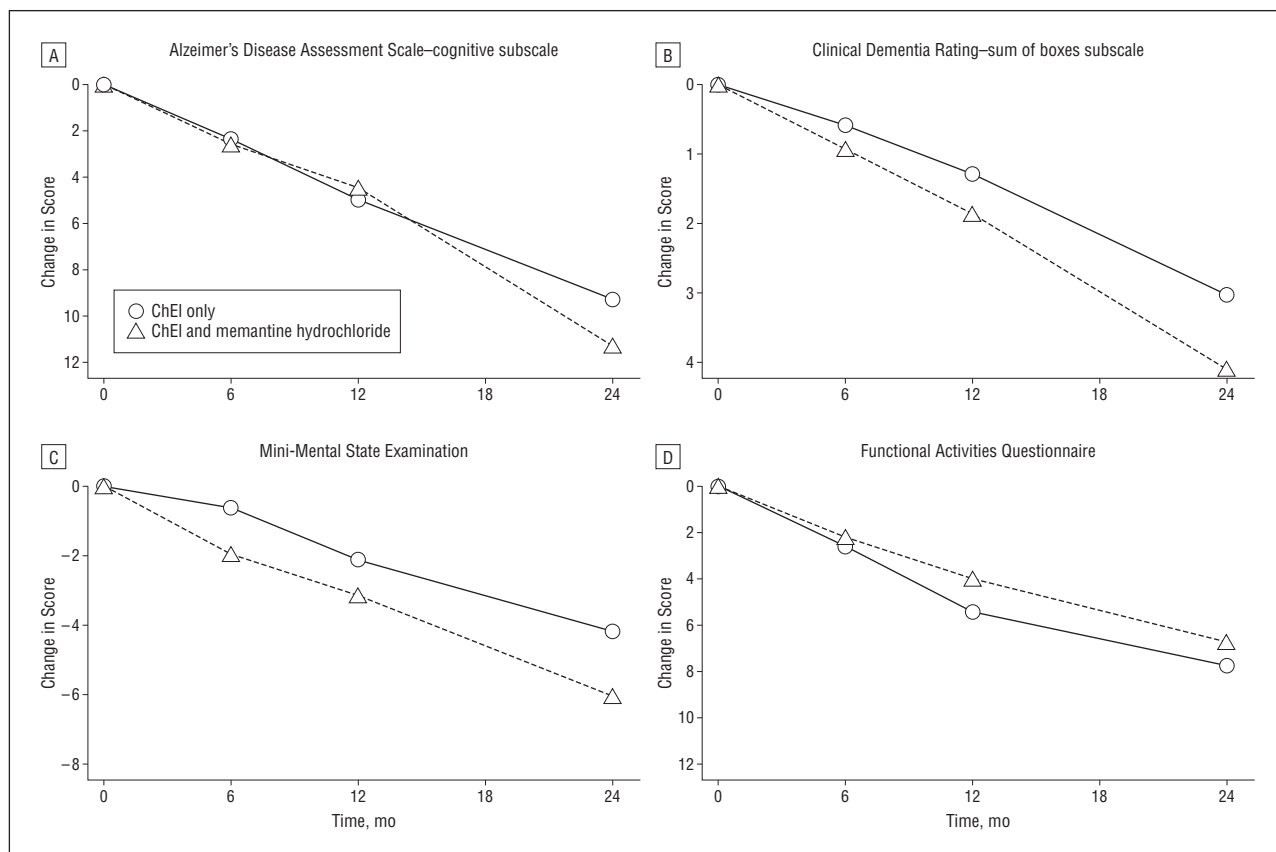 A
Alzeimer's Disease Assessment Scale–cognitive subscale
0
2
4
6
8
10
12
Change in Score
ChEI only
ChEI and memantine hydrochloride
0
6
12
18
24
B
Clinical Dementia Rating–sum of boxes subscale
0
1
2
3
4
Change in Score
0
6
12
18
24
C
Mini-Mental State Examination
0
−2
−4
−6
−8
Change in Score
0
6
12
18
24
Time, mo
D
Functional Activities Questionnaire
0
2
4
6
8
10
12
Change in Score
0
6
12
18
24
Time, mo